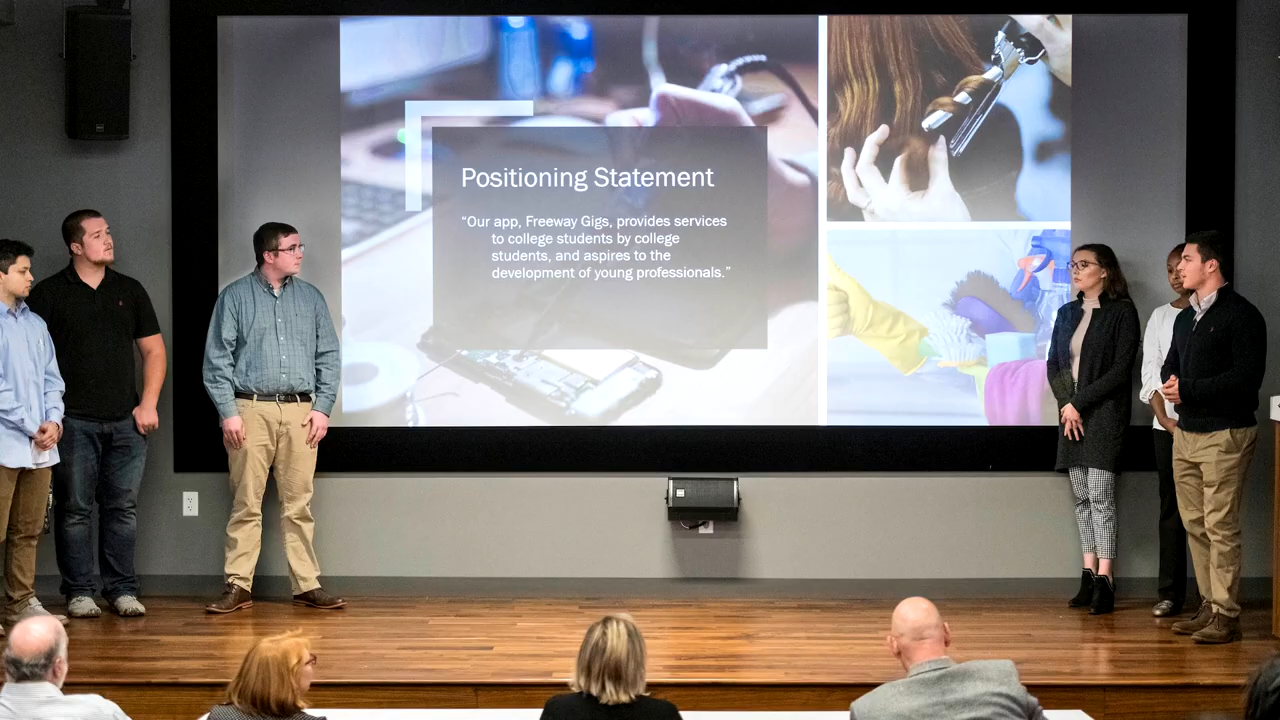 Positioning Statement
“Our app, Freeway Gigs, provides services
to college students by college
students, and aspires to the
development of young professionals.”